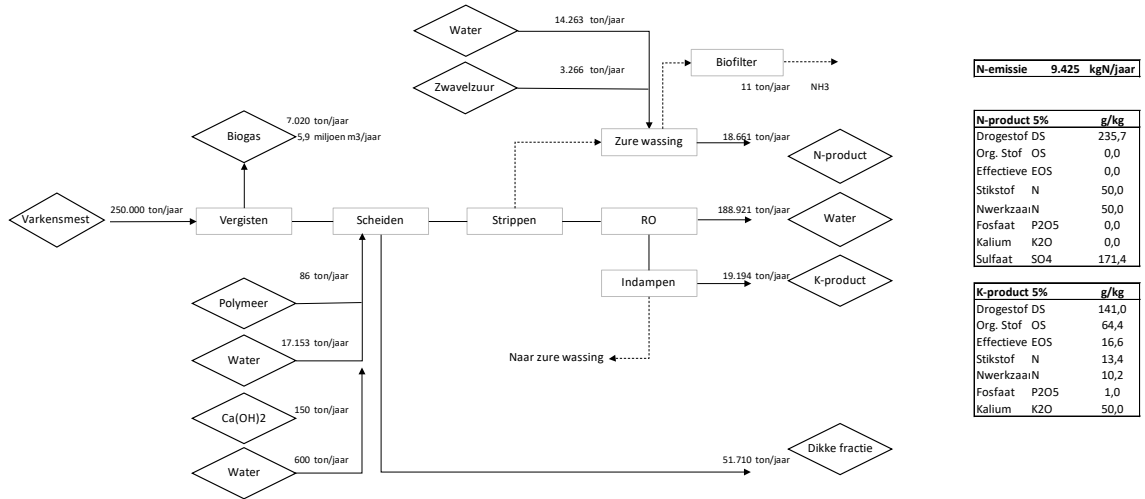 14.263 ton/jaar
Water
3.266 ton/jaar
Zwavelzuur
Biofilter
11 ton/jaar NH3
7.020 ton/jaar
5,9 miljoen m3/jaar
Biogas
Zure wassing
18.661 ton/jaar
N-product
Varkensmest
250.000 ton/jaar
Vergisten
Scheiden
Strippen
RO
188.921 ton/jaar
Water
86 ton/jaar
Polymeer
Indampen
19.194 ton/jaar
K-product
17.153 ton/jaar
Water
Naar zure wassing
Ca(OH)2
150 ton/jaar
Water
600 ton/jaar
51.710 ton/jaar
Dikke fractie
N-emissie 9.425 kgN/jaar
N-product 5% g/kg
Drogestof DS 235,7
Org. Stof OS 0,0
Effectieve EOS 0,0
Stikstof N 50,0
Nwerkzaar N 50,0
Fosfaat P2O5 0,0
Kalium K2O 0,0
Sulfaat SO4 171,4
K-product 5% g/kg
Drogestof DS 141,0
Org. Stof OS 64,4
Effectieve EOS 16,6
Stikstof N 13,4
Nwerkzaar N 10,2
Fosfaat P2O5 1,0
Kalium K2O 50,0